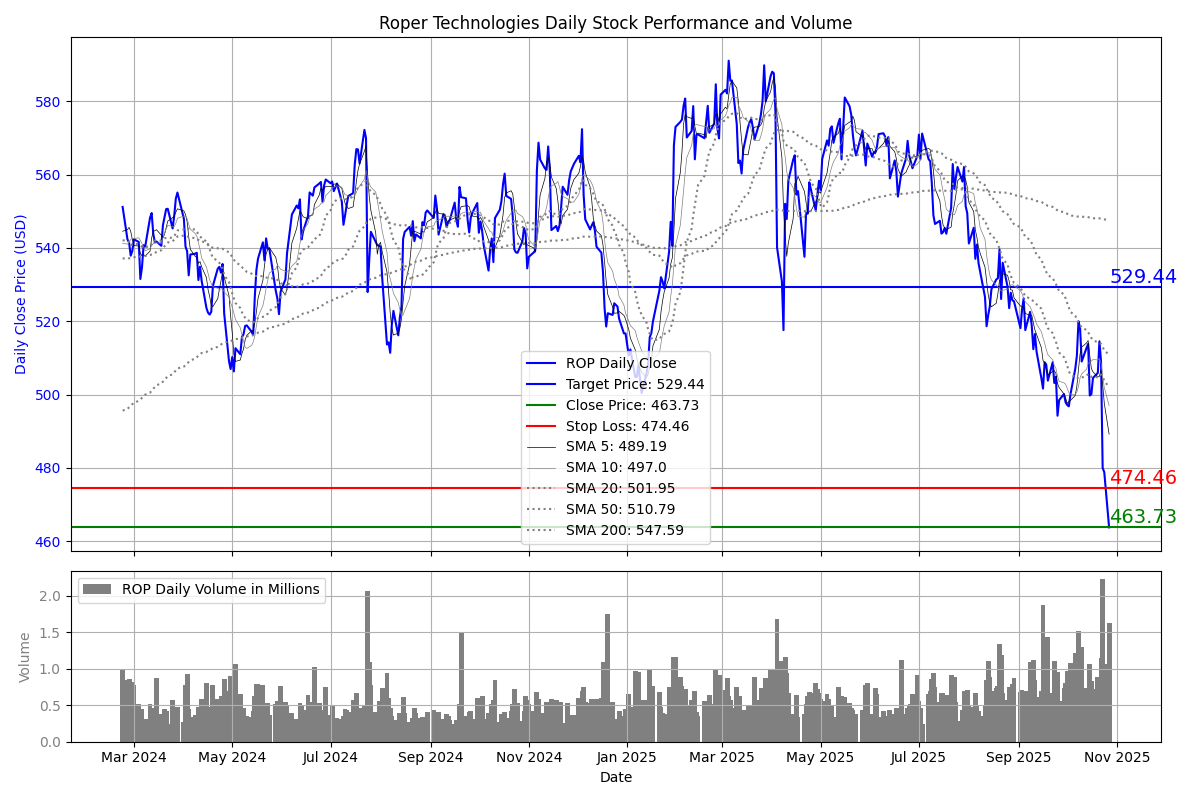 Roper Technologies Daily Stock Performance and Volume
Daily Close Price (USD)
580
560
540
520
500
480
460
529.44
474.46
463.73
ROP Daily Close
Target Price: 529.44
Close Price: 463.73
Stop Loss: 474.46
SMA 5: 489.19
SMA 10: 497.0
SMA 20: 501.95
SMA 50: 510.79
SMA 200: 547.59
ROP Daily Volume in Millions
Volume
2.0
1.5
1.0
0.5
0.0
Mar 2024
May 2024
Jul 2024
Sep 2024
Nov 2024
Jan 2025
Mar 2025
May 2025
Jul 2025
Sep 2025
Nov 2025
Date